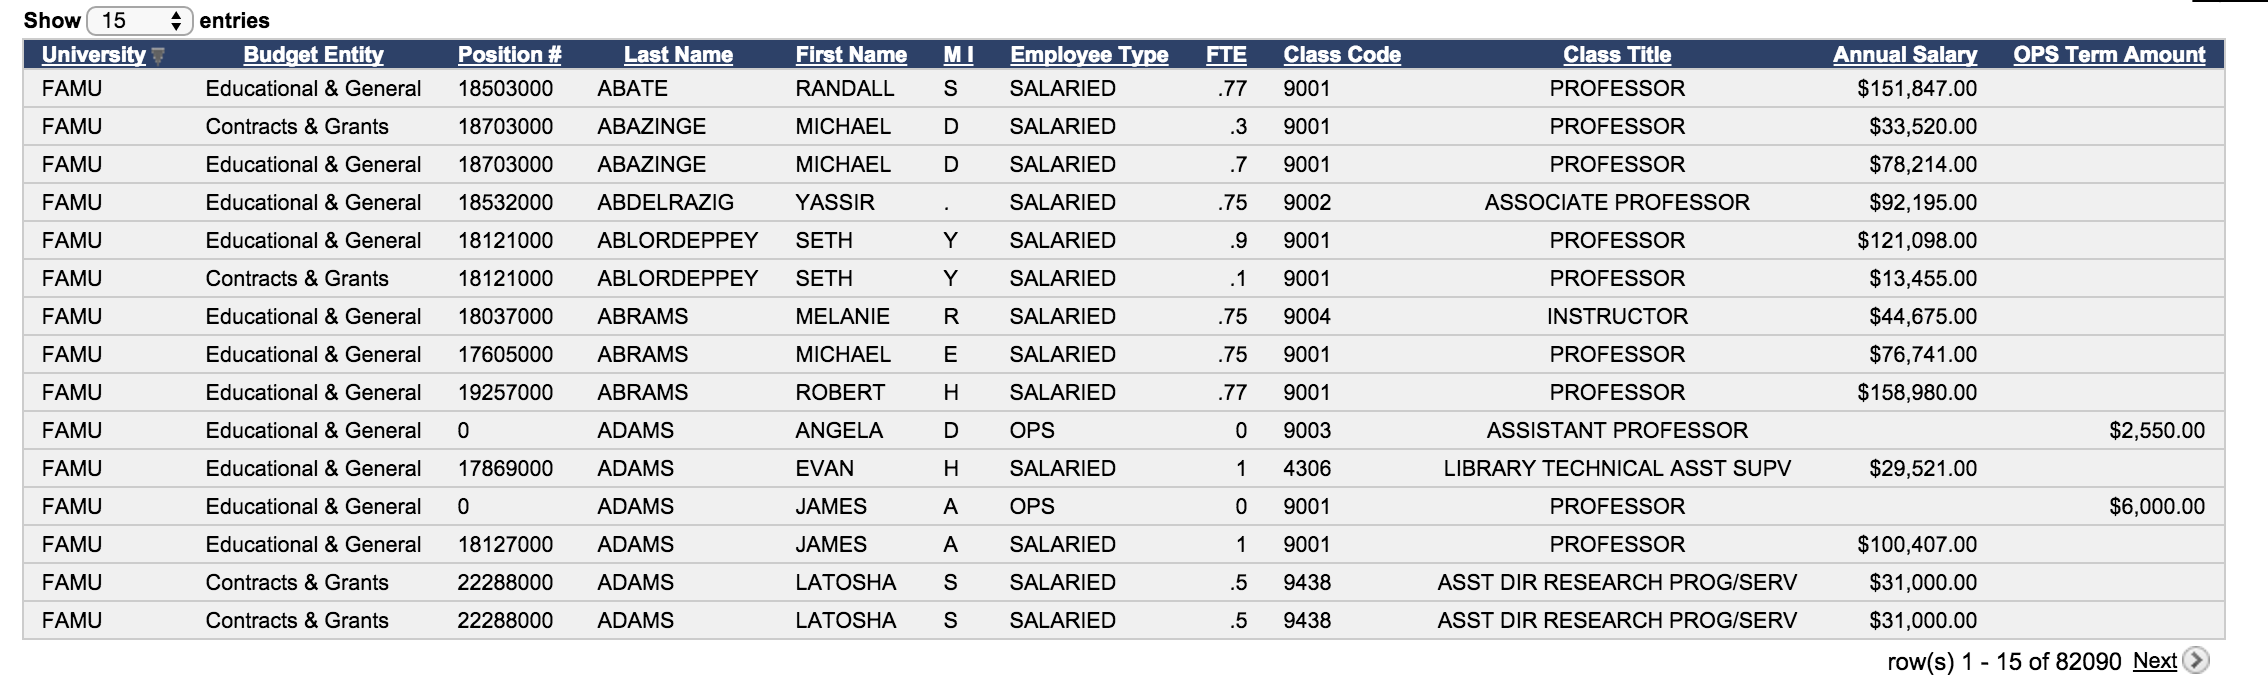 Show 15 entries
University Budget Entity Position # Last Name First Name M I Employee Type FTE Class Code Class Title Annual Salary OPS Term Amount
FAMU Educational & General 18503000 ABATE RANDALL S SALARIED .77 9001 PROFESSOR $151,847.00
FAMU Contracts & Grants 18703000 ABAZINGE MICHAEL D SALARIED .3 9001 PROFESSOR $33,520.00
FAMU Educational & General 18703000 ABAZINGE MICHAEL D SALARIED .7 9001 PROFESSOR $78,214.00
FAMU Educational & General 18532000 ABDELRAZIG YASSIR . SALARIED .75 9002 ASSOCIATE PROFESSOR $92,195.00
FAMU Educational & General 18121000 ABLORDEPPEY SETH Y SALARIED .9 9001 PROFESSOR $121,098.00
FAMU Contracts & Grants 18121000 ABLORDEPPEY SETH Y SALARIED .1 9001 PROFESSOR $13,455.00
FAMU Educational & General 18037000 ABRAMS MELANIE R SALARIED .75 9004 INSTRUCTOR $44,675.00
FAMU Educational & General 17605000 ABRAMS MICHAEL E SALARIED .75 9001 PROFESSOR $76,741.00
FAMU Educational & General 19257000 ABRAMS ROBERT H SALARIED .77 9001 PROFESSOR $158,980.00
FAMU Educational & General 0 ADAMS ANGELA D OPS 0 9003 ASSISTANT PROFESSOR $2,550.00
FAMU Educational & General 17869000 ADAMS EVAN H SALARIED 1 4306 LIBRARY TECHNICAL ASST SUPV $29,521.00
FAMU Educational & General 0 ADAMS JAMES A OPS 0 9001 PROFESSOR $6,000.00
FAMU Educational & General 18127000 ADAMS JAMES A SALARIED 1 9001 PROFESSOR $100,407.00
FAMU Contracts & Grants 22288000 ADAMS LATOSHA S SALARIED .5 9438 ASST DIR RESEARCH PROG/SERV $31,000.00
FAMU Contracts & Grants 22288000 ADAMS LATOSHA S SALARIED .5 9438 ASST DIR RESEARCH PROG/SERV $31,000.00
row(s) 1 - 15 of 82090 Next